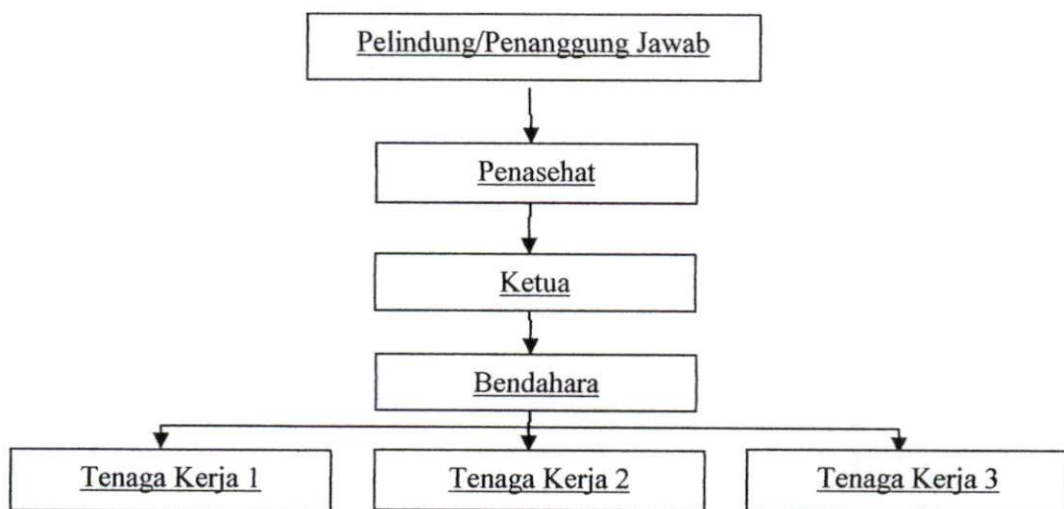 Pelindung/Penanggung Jawab
Penasehat
Ketua
Bendahara
Tenaga Kerja 1
Tenaga Kerja 2
Tenaga Kerja 3